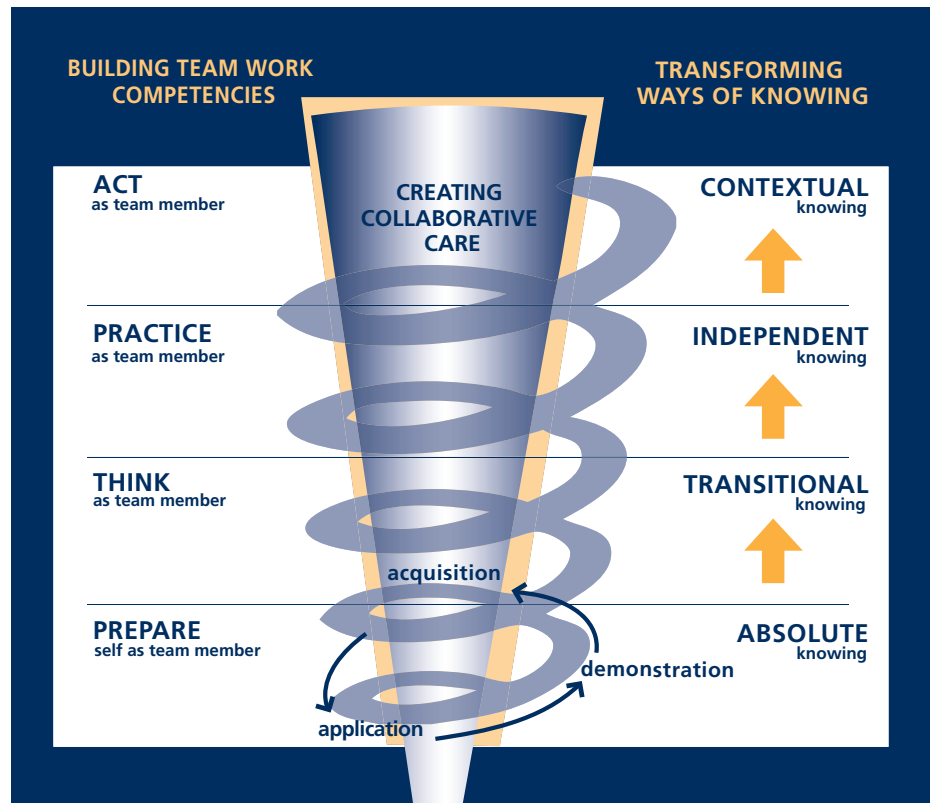 BUILDING TEAM WORK
COMPETENCIES
TRANSFORMING
WAYS OF KNOWING
CREATING
COLLABORATIVE
CARE
ACT
as team member
CONTEXTUAL
knowing
PRACTICE
as team member
INDEPENDENT
knowing
THINK
as team member
TRANSITIONAL
knowing
acquisition
PREPARE
self as team member
ABSOLUTE
knowing
demonstration
application